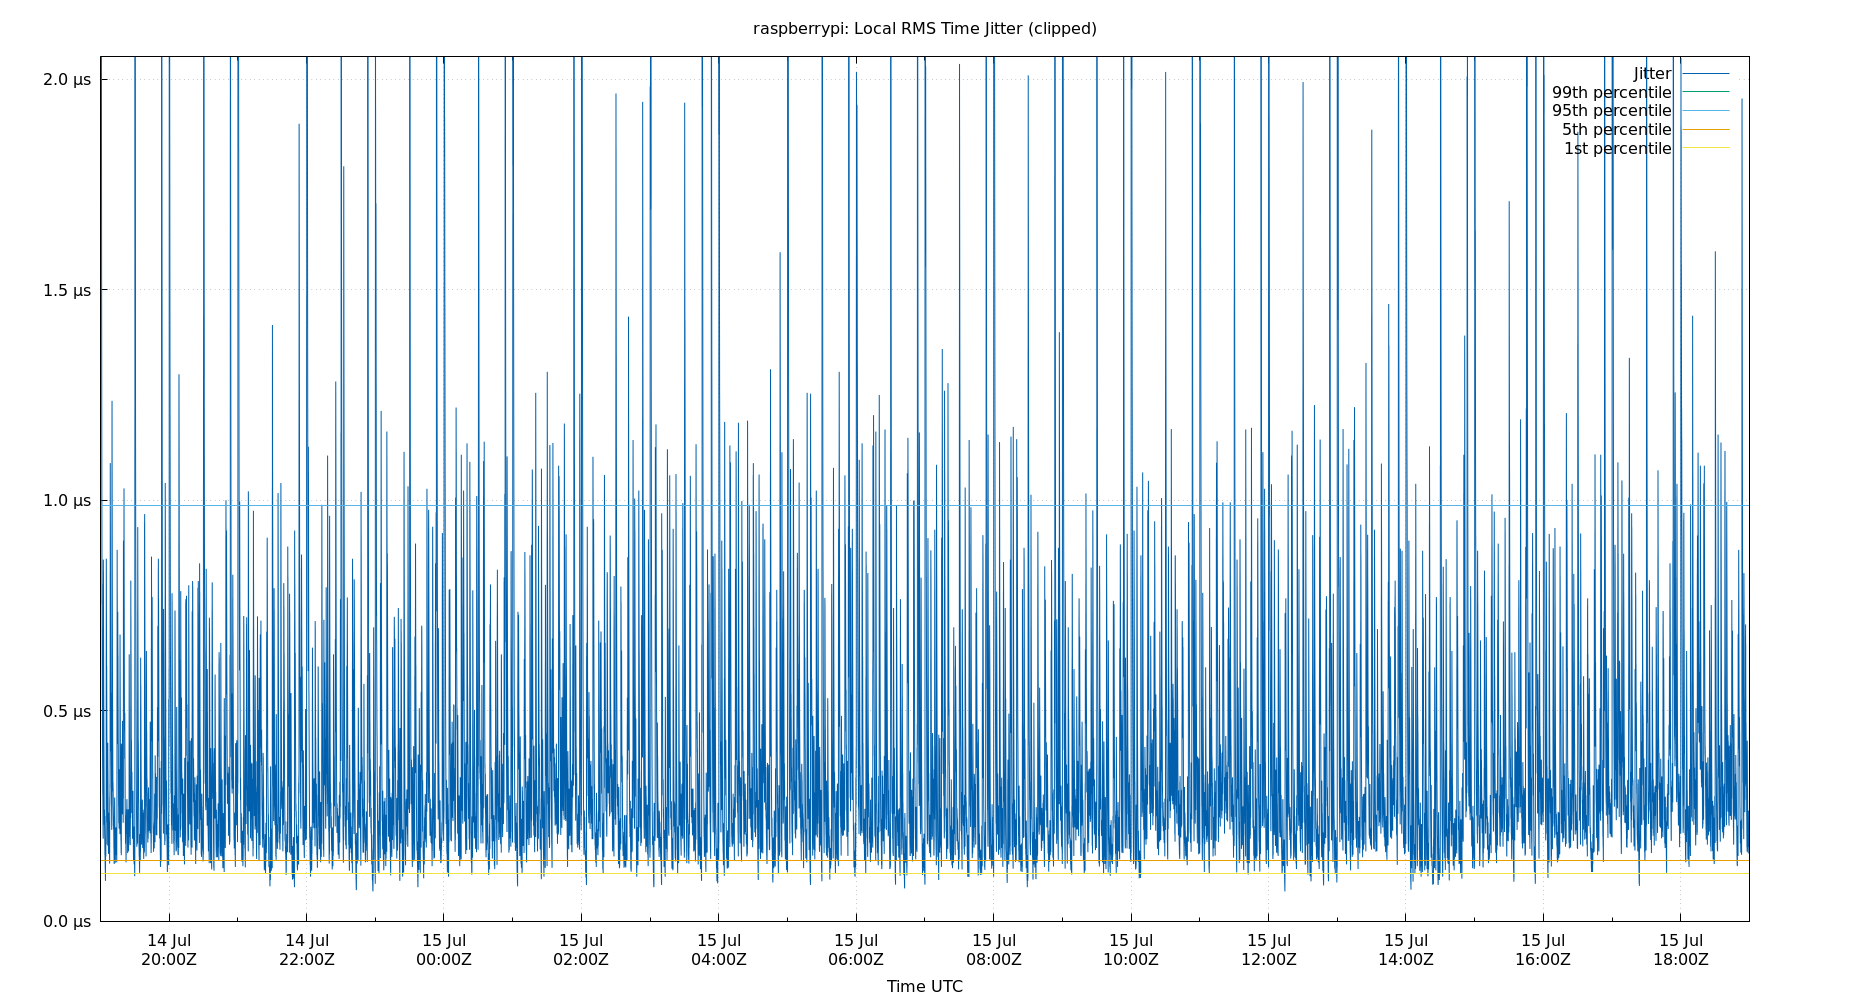 raspberrypi: Local RMS Time Jitter (clipped)
2.0 µs
1.5 µs
1.0 µs
0.5 µs
0.0 µs
Jitter
99th percentile
95th percentile
5th percentile
1st percentile
14 Jul 14 Jul 15 Jul 15 Jul 15 Jul 15 Jul 15 Jul 15 Jul 15 Jul 15 Jul 15 Jul 15 Jul
20:00Z 22:00Z 00:00Z 02:00Z 04:00Z 06:00Z 08:00Z 10:00Z 12:00Z 14:00Z 16:00Z 18:00Z
Time UTC